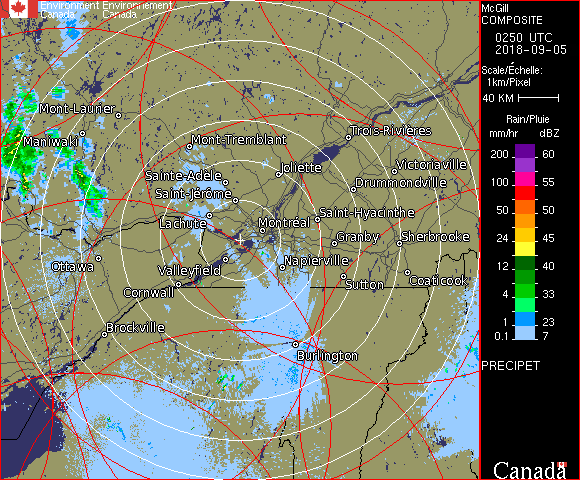 Environment Environnement
Canada Canada
McGill
COMPOSITE
0250 UTC
2018-09-05
Scale/Échelle:
1km/Pixel
40 KM
Rain/Pluie
mm/hr dBZ
200 60
150 57
100 55
50 50
24 45
12 40
4 33
1 23
0.1 7
PRECIPET
Canada
Mont-Laurier
Maniwaki
Mont-Tremblant
Trois-Rivières
Joliette
Victoriaville
Sainte-Adèle
Drummondville
Saint-Jérôme
Saint-Hyacinthe
Lachute
Montréal
Granby
Sherbrooke
Ottawa
Valleyfield
Napierville
Cornwall
Sutton
Coaticook
Brockville
Burlington